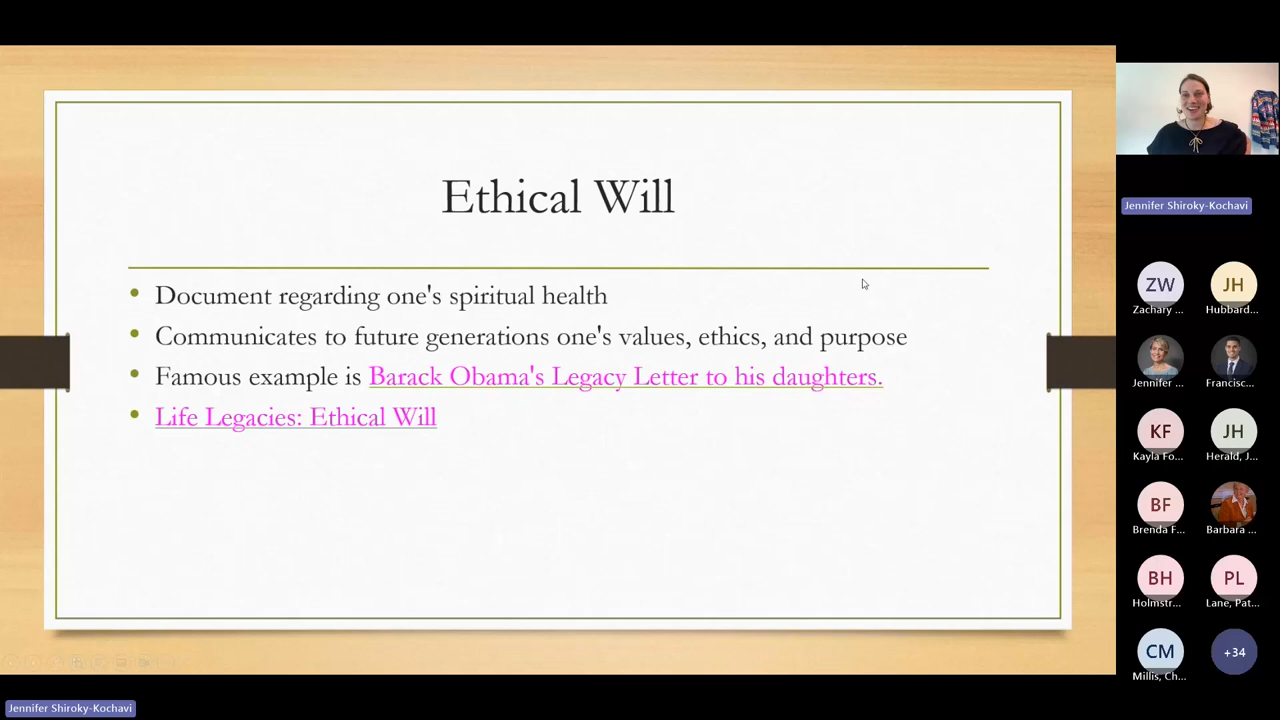 Ethical Will
Document regarding one's spiritual health
Communicates to future generations one's values, ethics, and purpose
Famous example is Barack Obama's Legacy Letter to his daughters.
Life Legacies: Ethical Will
Jennifer Shiroky-Kochavi
ZW
JH
Zachary ...
Hubbard...
Jennifer ...
Francisc...
KF
JH
Kayla Fo...
Herald, J...
BF
Brenda F...
Barbara ...
BH
PL
Holmstr...
Lane, Pat...
CM
+34
Millis, Ch...
Jennifer Shiroky-Kochavi